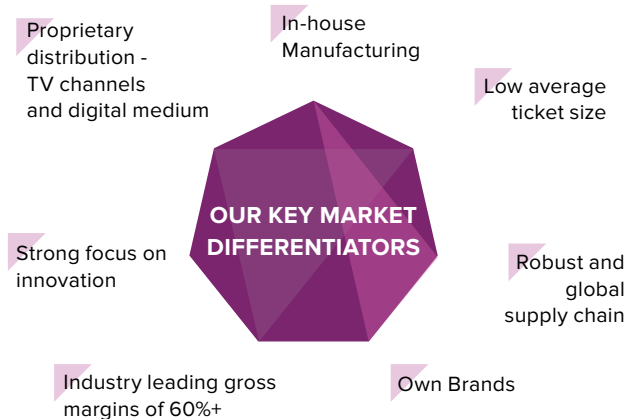 Proprietary
distribution -
TV channels
and digital medium
In-house
Manufacturing
Low average
ticket size
OUR KEY MARKET
DIFFERENTIATORS
Strong focus on
innovation
Robust and
global
supply chain
Industry leading gross
margins of 60%+
Own Brands